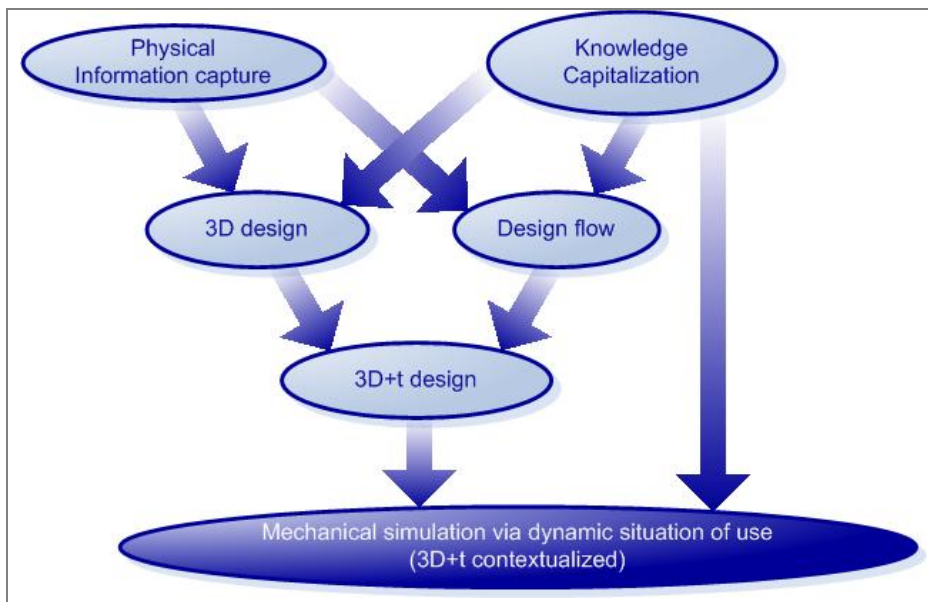 Physical
Information capture
Knowledge
Capitalization
3D design
Design flow
3D+t design
Mechanical simulation via dynamic situation of use
(3D+t contextualized)